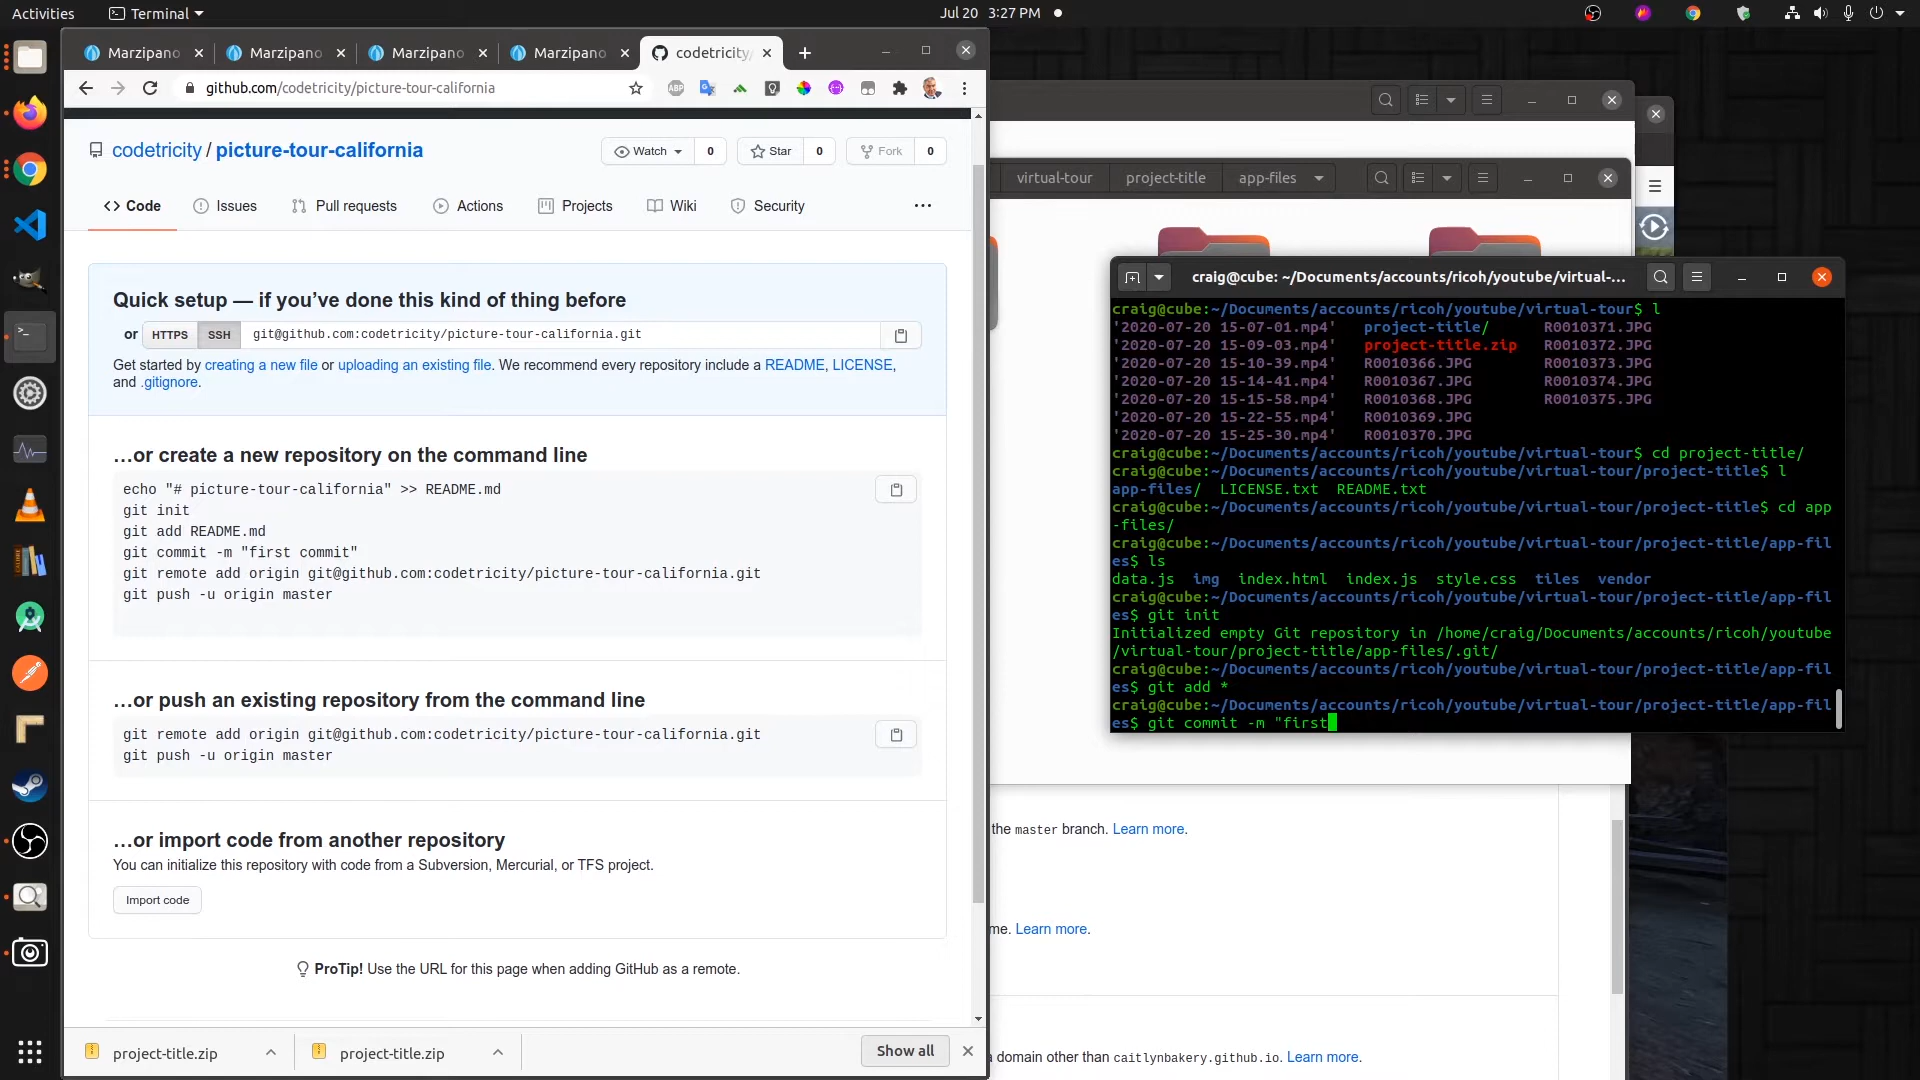 Activities
Terminal
Jul 20 3:27 PM
Marzipano
Marzipano
Marzipano
Marzipano
codetricity/
github.com/codetricity/picture-tour-california
ABP
codetricity / picture-tour-california
Watch 0
Star 0
Fork 0
Code
Issues
Pull requests
Actions
Projects
Wiki
Security
Quick setup — if you’ve done this kind of thing before
or HTTPS SSH git@github.com:codetricity/picture-tour-california.git
Get started by creating a new file or uploading an existing file. We recommend every repository include a README, LICENSE,
and .gitignore.
…or create a new repository on the command line
echo "# picture-tour-california" >> README.md
git init
git add README.md
git commit -m "first commit"
git remote add origin git@github.com:codetricity/picture-tour-california.git
git push -u origin master
…or push an existing repository from the command line
git remote add origin git@github.com:codetricity/picture-tour-california.git
git push -u origin master
…or import code from another repository
You can initialize this repository with code from a Subversion, Mercurial, or TFS project.
Import code
ProTip! Use the URL for this page when adding GitHub as a remote.
project-title.zip
project-title.zip
Show all
virtual-tour
project-title
app-files
craig@cube: ~/Documents/accounts/ricoh/youtube/virtual-...
craig@cube:~/Documents/accounts/ricoh/youtube/virtual-tour$ l
'2020-07-20 15-07-01.mp4' project-title/ R0010371.JPG
'2020-07-20 15-09-03.mp4' project-title.zip R0010372.JPG
'2020-07-20 15-10-39.mp4' R0010366.JPG R0010373.JPG
'2020-07-20 15-14-41.mp4' R0010367.JPG R0010374.JPG
'2020-07-20 15-15-58.mp4' R0010368.JPG R0010375.JPG
'2020-07-20 15-22-55.mp4' R0010369.JPG
'2020-07-20 15-25-30.mp4' R0010370.JPG
craig@cube:~/Documents/accounts/ricoh/youtube/virtual-tour$ cd project-title/
craig@cube:~/Documents/accounts/ricoh/youtube/virtual-tour/project-title$ l
app-files/ LICENSE.txt README.txt
craig@cube:~/Documents/accounts/ricoh/youtube/virtual-tour/project-title$ cd app
-files/
craig@cube:~/Documents/accounts/ricoh/youtube/virtual-tour/project-title/app-fil
es$ ls
data.js img index.html index.js style.css tiles vendor
craig@cube:~/Documents/accounts/ricoh/youtube/virtual-tour/project-title/app-fil
es$ git init
Initialized empty Git repository in /home/craig/Documents/accounts/ricoh/youtube
/virtual-tour/project-title/app-files/.git/
craig@cube:~/Documents/accounts/ricoh/youtube/virtual-tour/project-title/app-fil
es$ git add *
craig@cube:~/Documents/accounts/ricoh/youtube/virtual-tour/project-title/app-fil
es$ git commit -m "first
the master branch. Learn more.
me. Learn more.
a domain other than caitlynbakery.github.io. Learn more.